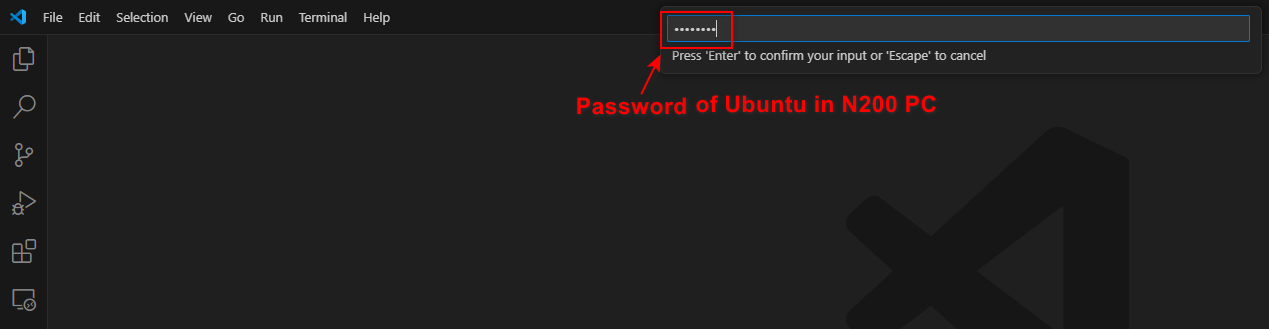 File Edit Selection View Go Run Terminal Help
••••••••
Press 'Enter' to confirm your input or 'Escape' to cancel
Password of Ubuntu in N200 PC